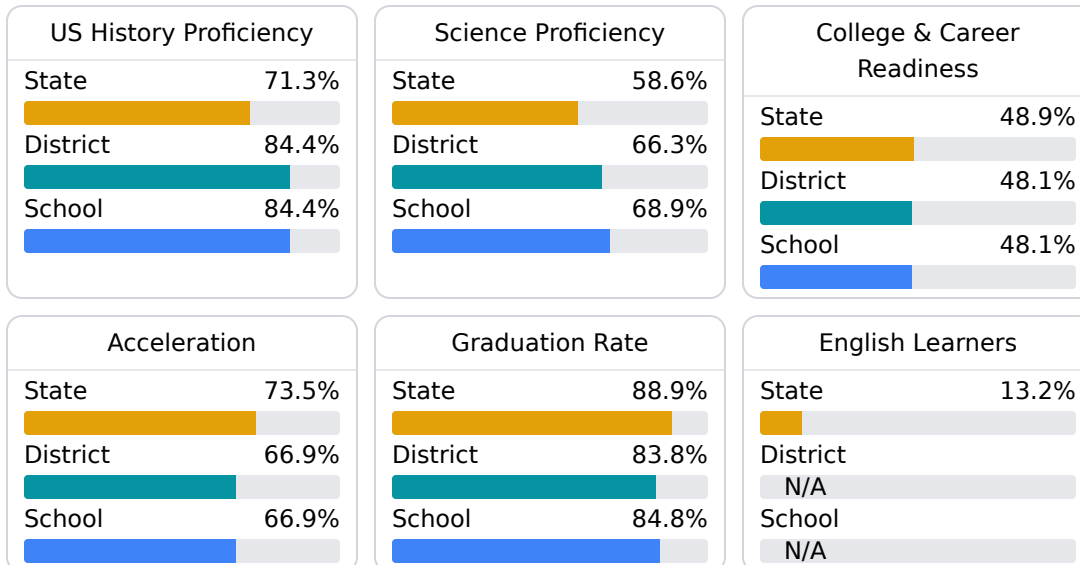 US History Proficiency
State 71.3%
District 84.4%
School 84.4%
Science Proficiency
State 58.6%
District 66.3%
School 68.9%
College & Career
Readiness
State 48.9%
District 48.1%
School 48.1%
Acceleration
State 73.5%
District 66.9%
School 66.9%
Graduation Rate
State 88.9%
District 83.8%
School 84.8%
English Learners
State 13.2%
District
N/A
School
N/A